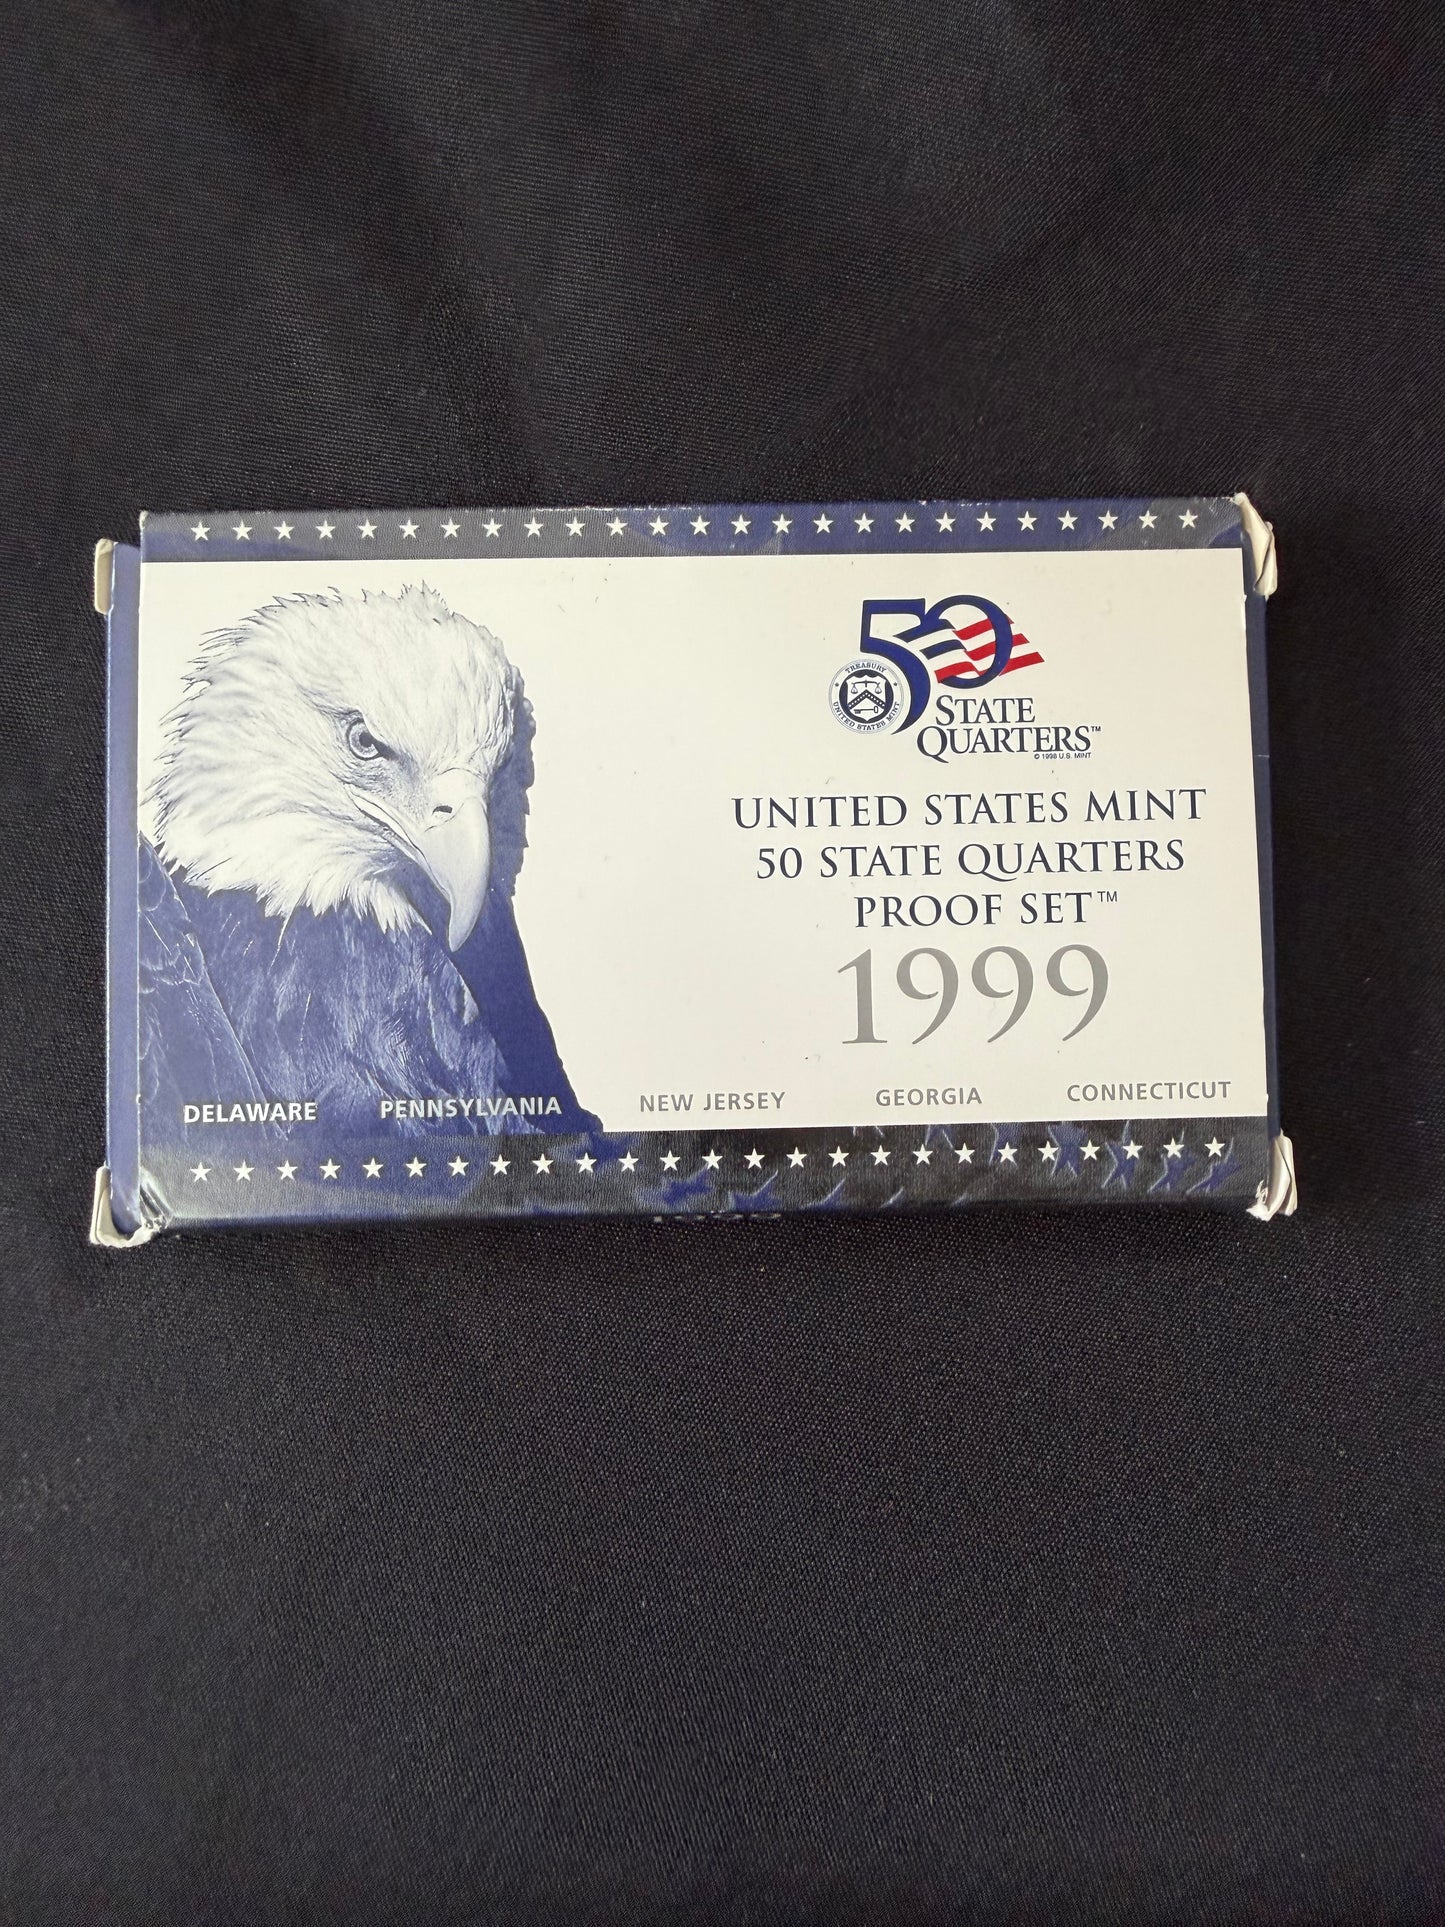 50
TREASURY
UNITED STATES MINT
STATE
QUARTERS™
© 1998 U.S. MINT
UNITED STATES MINT
50 STATE QUARTERS
PROOF SET™
1999
DELAWARE PENNSYLVANIA NEW JERSEY GEORGIA CONNECTICUT